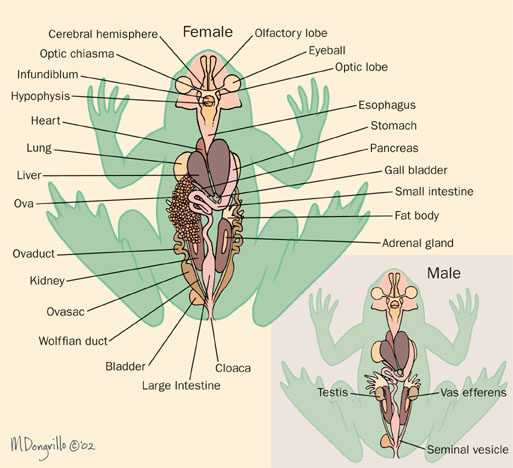 Female
Cerebral hemisphere
Optic chiasma
Infundiblum
Hypophysis
Heart
Lung
Liver
Ova
Ovaduct
Kidney
Ovasac
Wolffian duct
Bladder
Large Intestine
Cloaca
Olfactory lobe
Eyeball
Optic lobe
Esophagus
Stomach
Pancreas
Gall bladder
Small intestine
Fat body
Adrenal gland
Male
Testis
Vas efferens
Seminal vesicle
©'02